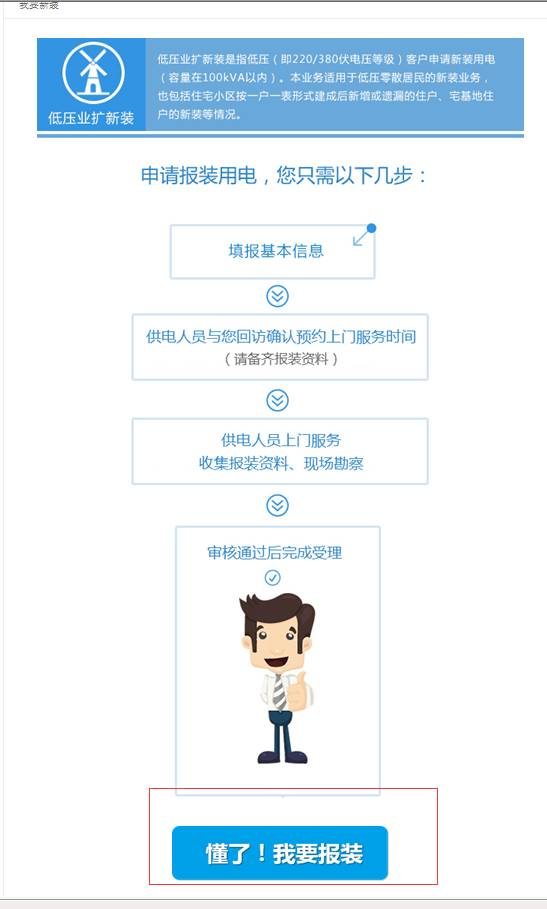 我要新装
低压业扩新装是指低压（即220/380伏电压等级）客户申请新装用电
（容量在100kVA以内）。本业务适用于低压零散居民的新装业务，
也包括住宅小区按一户一表形式建成后新增或遗漏的住户、宅基地住
户的新装等情况。
低压业扩新装
申请报装用电，您只需以下几步：
填报基本信息
供电人员与您回访确认预约上门服务时间
（请备齐报装资料）
供电人员上门服务
收集报装资料、现场勘察
审核通过后完成受理
懂了！我要报装